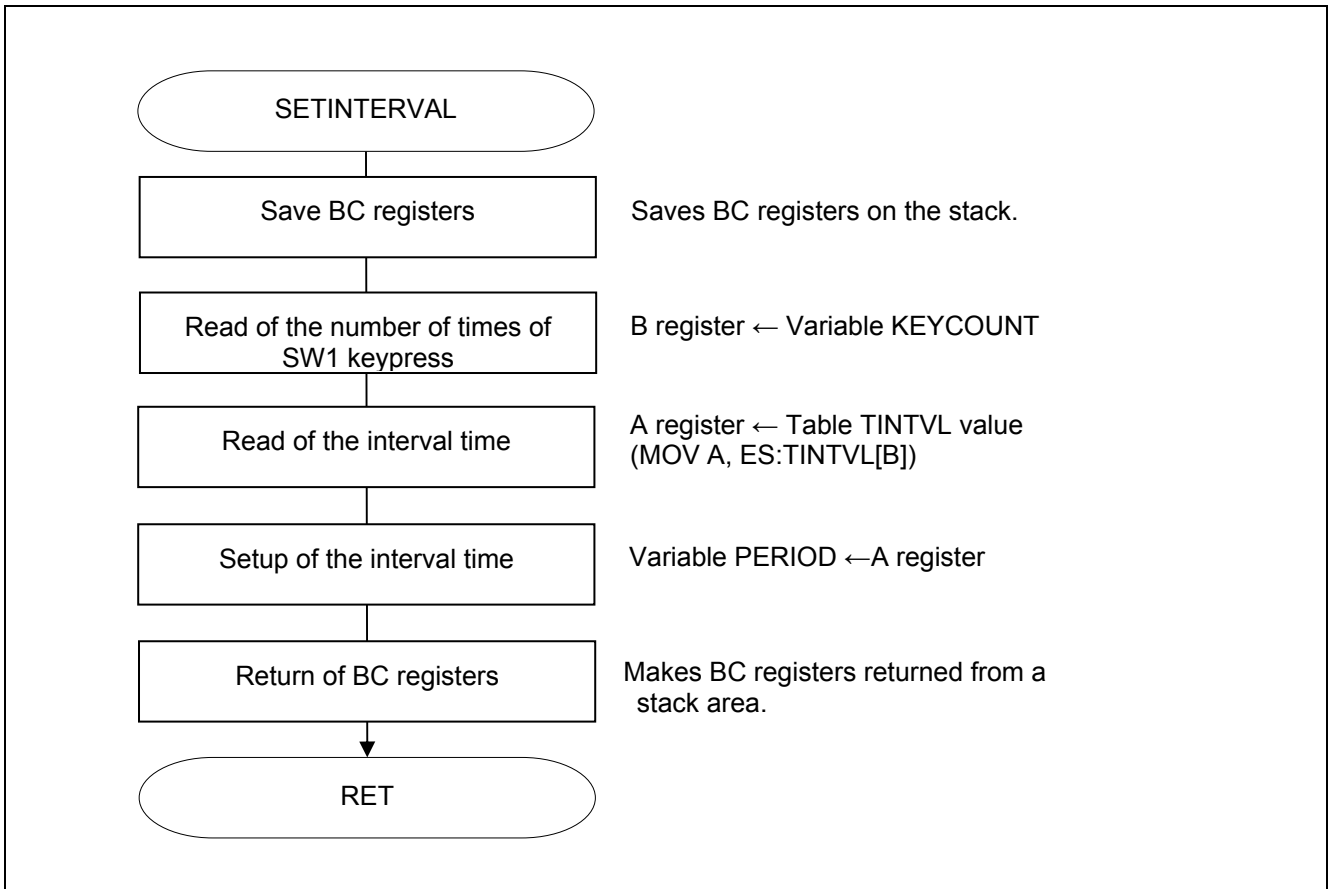 SETINTERVAL
Save BC registers
Saves BC registers on the stack.
Read of the number of times of
SW1 keypress
B register ← Variable KEYCOUNT
Read of the interval time
A register ← Table TINTVL value
(MOV A, ES:TINTVL[B])
Setup of the interval time
Variable PERIOD ←A register
Return of BC registers
Makes BC registers returned from a
stack area.
RET